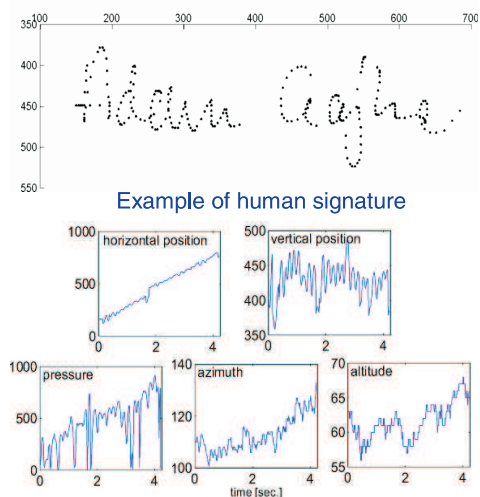 100 200 300 400 500 600 700
350
400
450
500
550
Adam
Example of human signature
horizontal position
1000
500
0
0 2 4
vertical position
450
400
350
0 2 4
pressure
1000
500
0
0 2 4
azimuth
140
120
100
0 2 4
altitude
70
65
60
55
0 2 4
time [sec.]